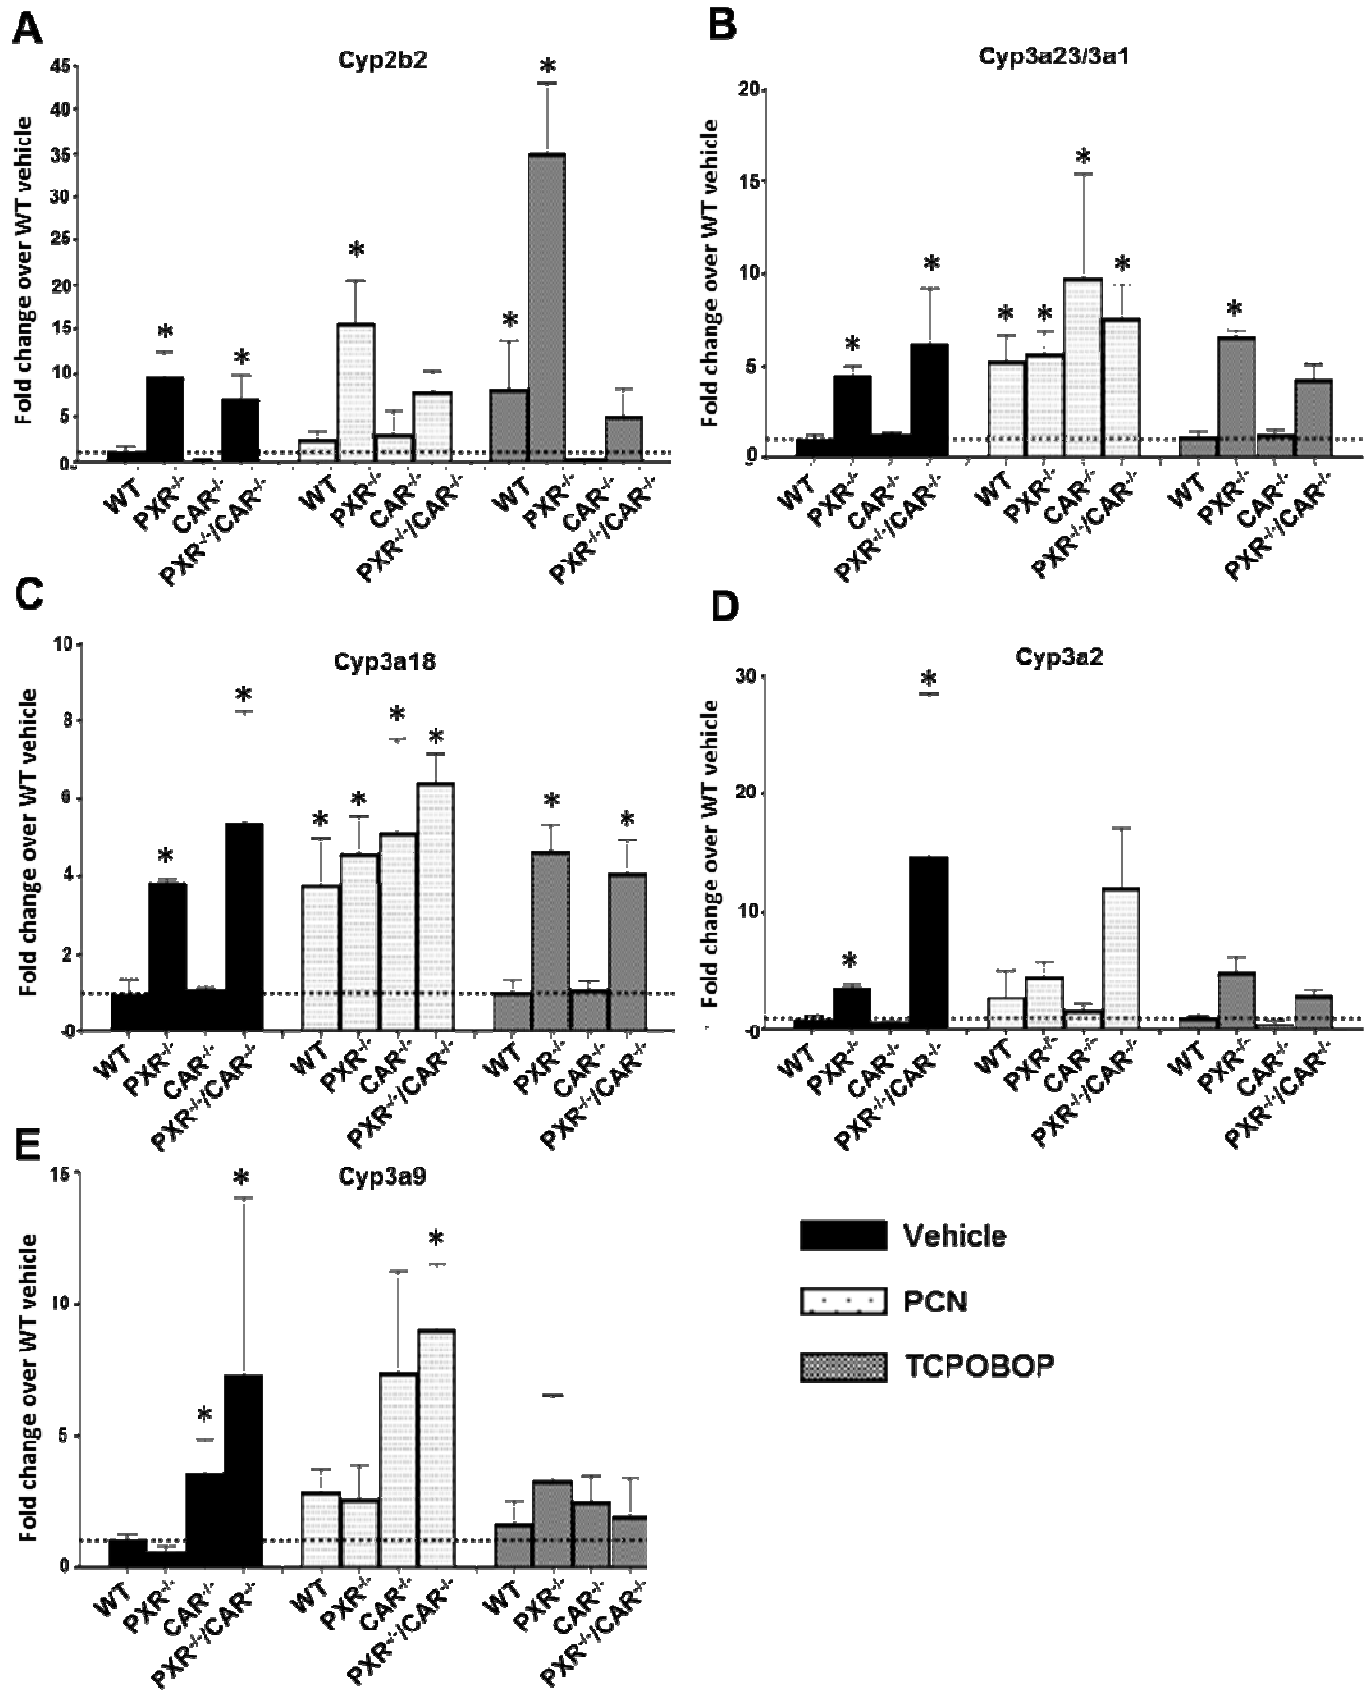 A
Cyp2b2
Fold change over WT vehicle
45
40
35
30
25
20
15
10
5
0
WT
PXR-/-
CAR-/-
PXR-/-/CAR-/-
WT
PXR-/-
CAR-/-
PXR-/-/CAR-/-
WT
PXR-/-
CAR-/-
PXR-/-/CAR-/-
* * * * *
B
Cyp3a23/3a1
Fold change over WT vehicle
20
15
10
5
0
WT
PXR-/-
CAR-/-
PXR-/-/CAR-/-
WT
PXR-/-
CAR-/-
PXR-/-/CAR-/-
WT
PXR-/-
CAR-/-
PXR-/-/CAR-/-
* * * * * * *
C
Cyp3a18
Fold change over WT vehicle
10
8
6
4
2
0
WT
PXR-/-
CAR-/-
PXR-/-/CAR-/-
WT
PXR-/-
CAR-/-
PXR-/-/CAR-/-
WT
PXR-/-
CAR-/-
PXR-/-/CAR-/-
* * * * * * * *
D
Cyp3a2
Fold change over WT vehicle
30
20
10
0
WT
PXR-/-
CAR-/-
PXR-/-/CAR-/-
WT
PXR-/-
CAR-/-
PXR-/-/CAR-/-
WT
PXR-/-
CAR-/-
PXR-/-/CAR-/-
* *
E
Cyp3a9
Fold change over WT vehicle
15
10
5
0
WT
PXR-/-
CAR-/-
PXR-/-/CAR-/-
WT
PXR-/-
CAR-/-
PXR-/-/CAR-/-
WT
PXR-/-
CAR-/-
PXR-/-/CAR-/-
* * *
Vehicle
PCN
TCPOBOP